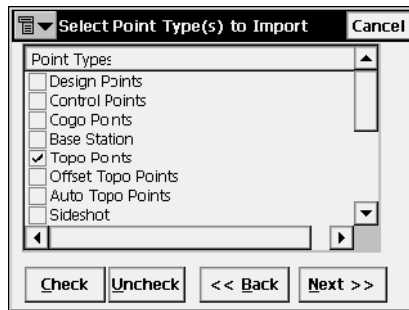 Select Point Type(s) to Import Cancel
Point Types
Design Points
Control Points
Cogo Points
Base Station
Topo Points
Offset Topo Points
Auto Topo Points
Sideshot
Check Uncheck << Back Next >>